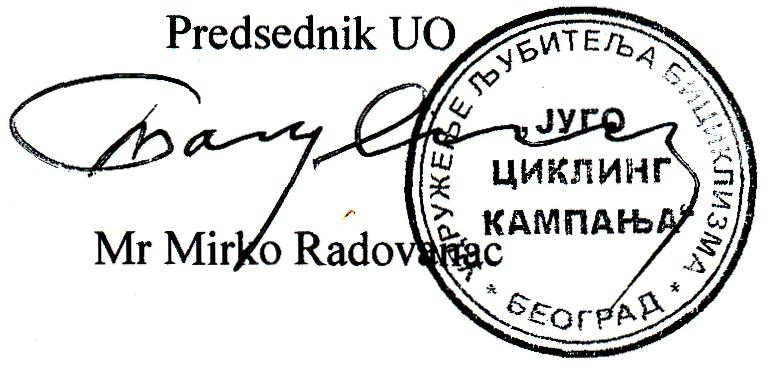 Predsednik UO
Mr Mirko Radovanac
УДРУЖЕЊЕ ЉУБИТЕЉА БИЦИКЛИЗМА
„ЈУГО
ЦИКЛИНГ
КАМПАЊА“
* БЕОГРАД *